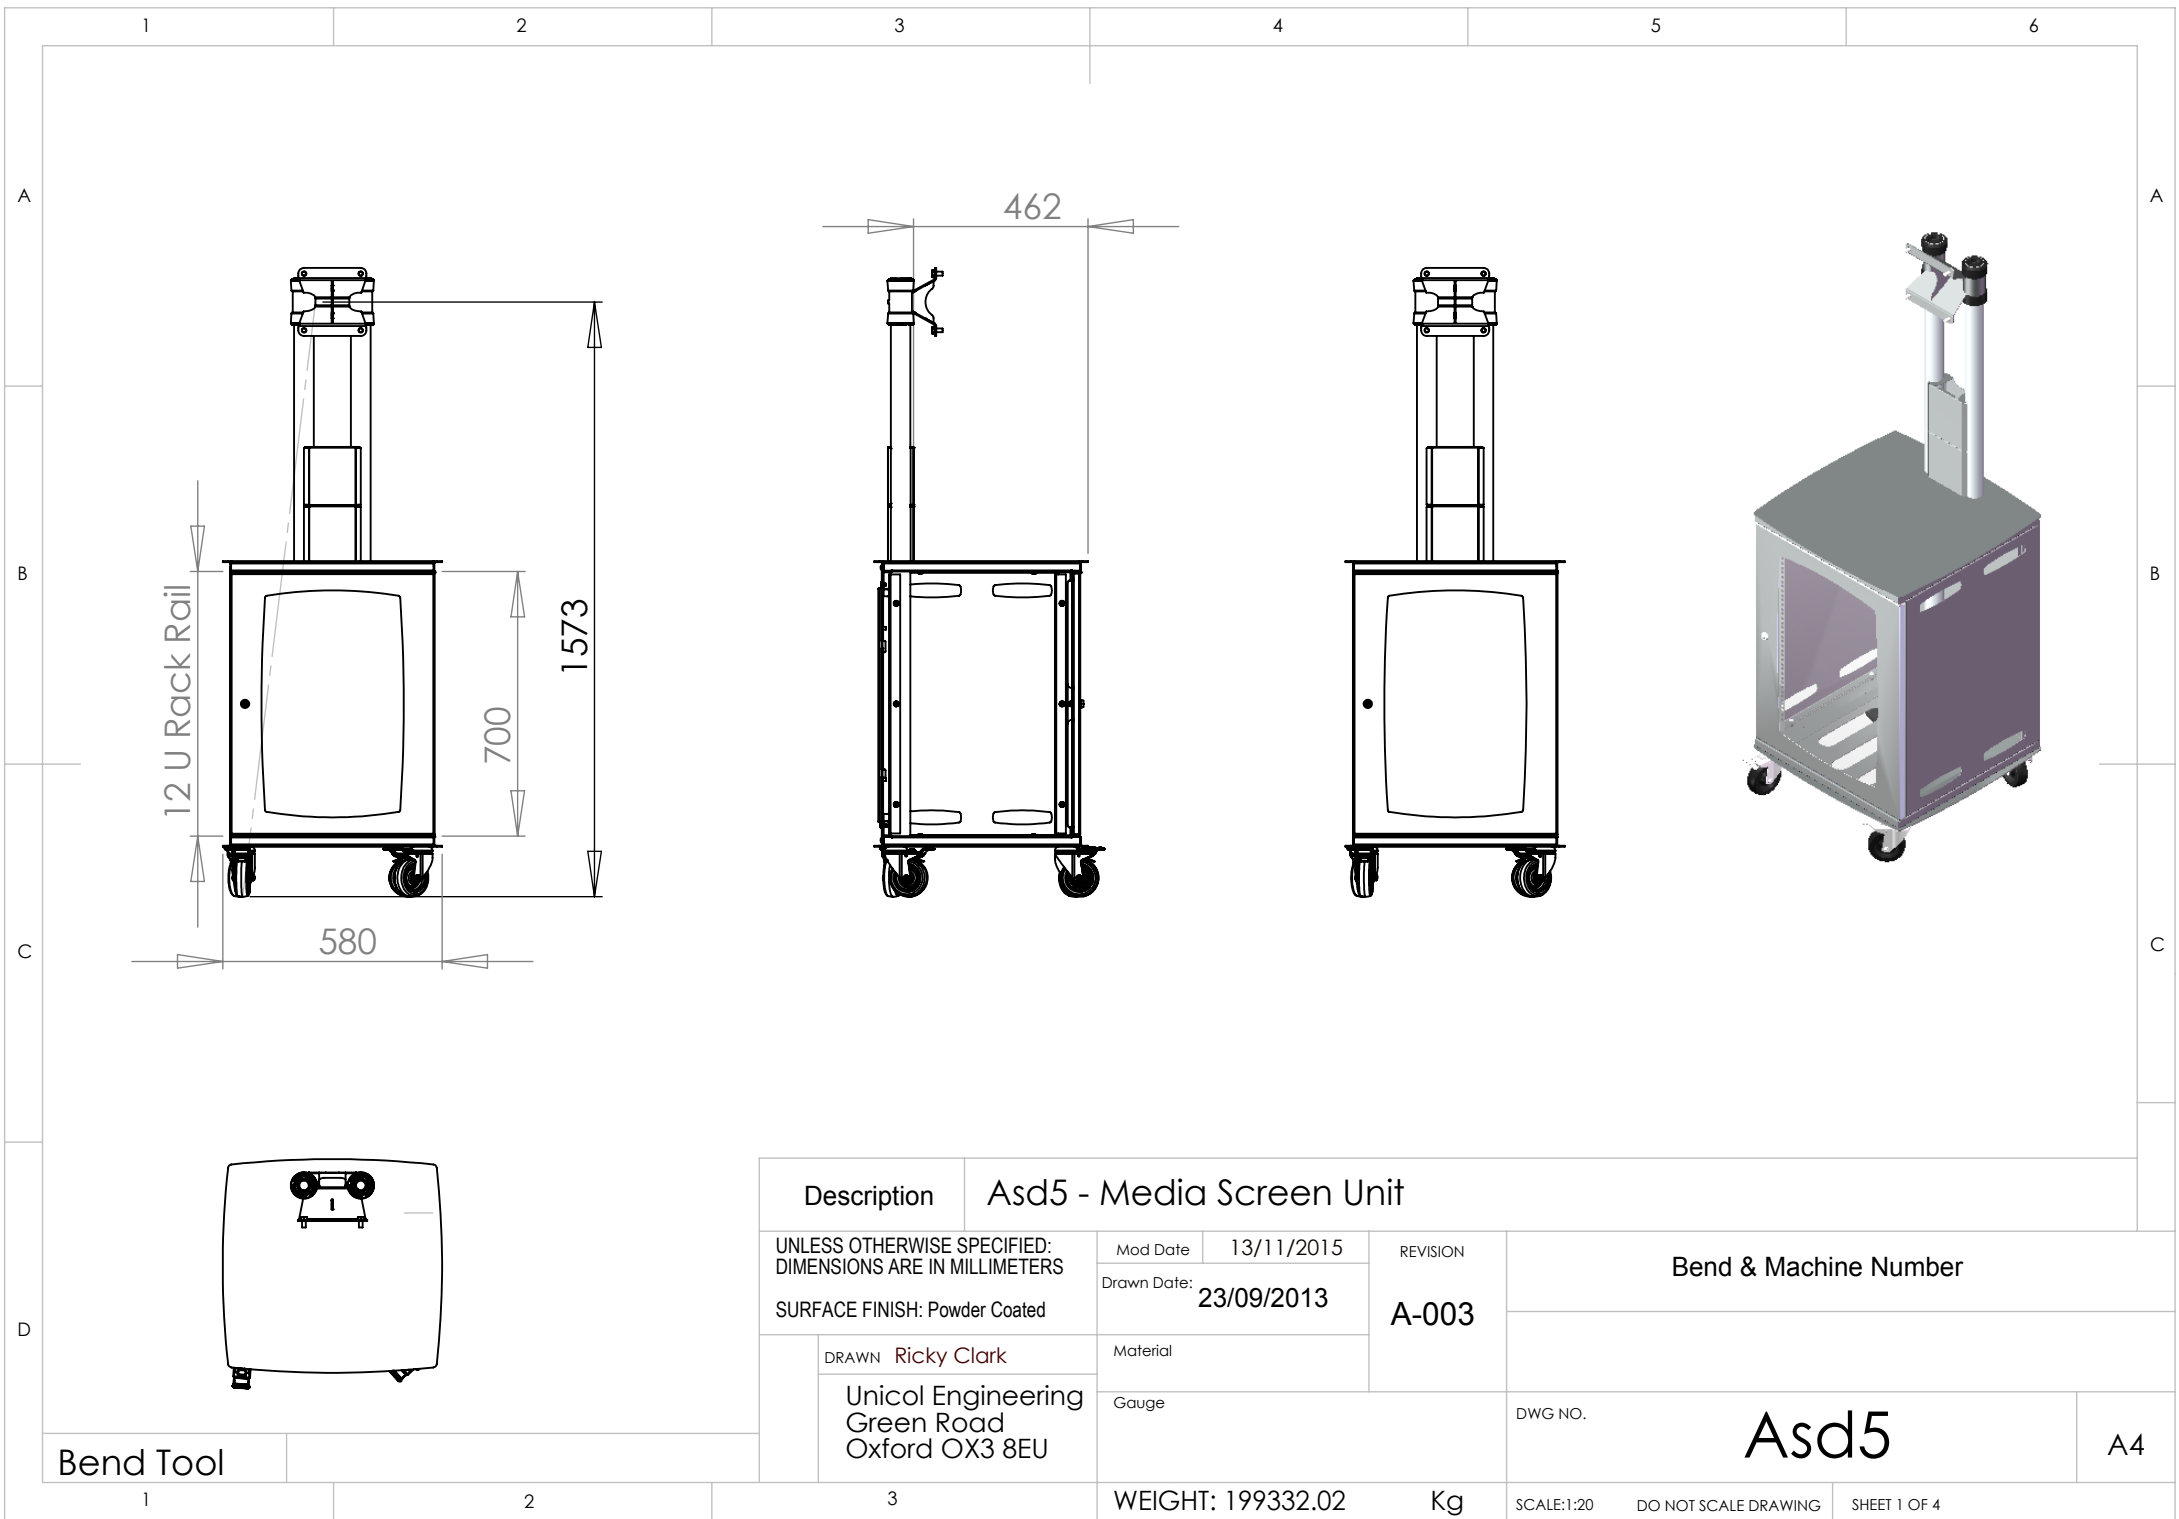 1 2 3 4 5 6
A A
462
B B
12 U Rack Rail
700
1573
580
C C
D
Description Asd5 - Media Screen Unit
UNLESS OTHERWISE SPECIFIED:
DIMENSIONS ARE IN MILLIMETERS
SURFACE FINISH: Powder Coated
Mod Date 13/11/2015
Drawn Date: 23/09/2013
REVISION
A-003
Bend & Machine Number
DRAWN Ricky Clark
Unicol Engineering
Green Road
Oxford OX3 8EU
Material
Gauge
DWG NO.
Asd5
A4
Bend Tool
1 2 3
WEIGHT: 199332.02 Kg
SCALE:1:20 DO NOT SCALE DRAWING SHEET 1 OF 4